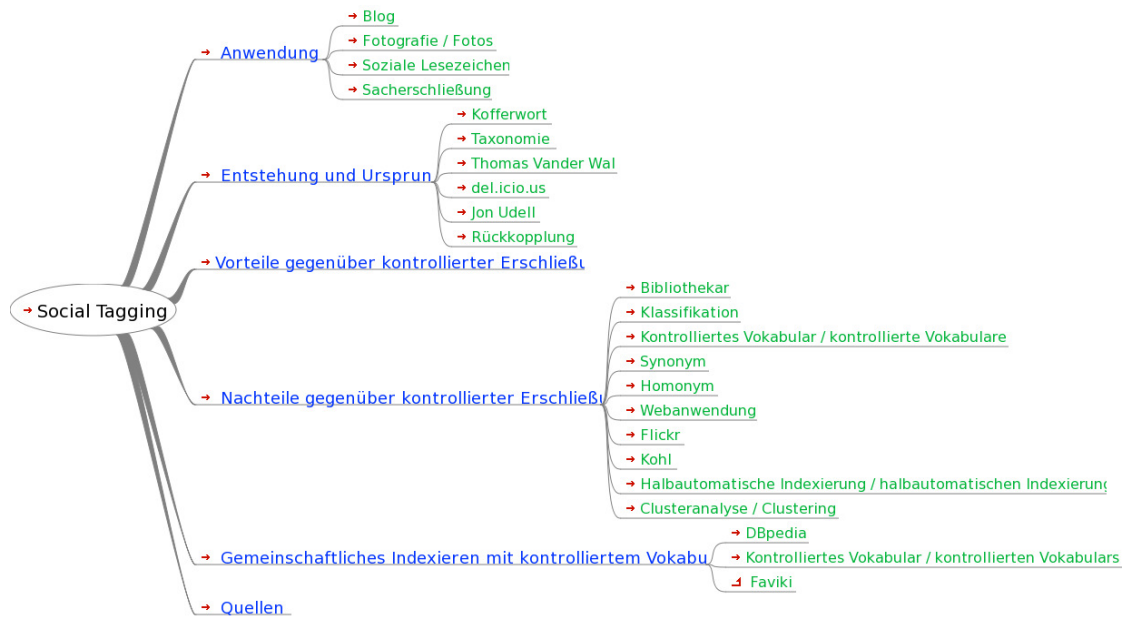 Blog
Fotografie / Fotos
Anwendung
Soziale Lesezeichen
Sacherschließung
Kofferwort
Taxonomie
Thomas Vander Wal
Entstehung und Ursprun
del.icio.us
Jon Udell
Rückkopplung
Vorteile gegenüber kontrollierter Erschließu
Social Tagging
Bibliothekar
Klassifikation
Kontrolliertes Vokabular / kontrollierte Vokabulare
Synonym
Homonym
Nachteile gegenüber kontrollierter Erschließu
Webanwendung
Flickr
Kohl
Halbautomatische Indexierung / halbautomatischen Indexierung
Clusteranalyse / Clustering
DBpedia
Gemeinschaftliches Indexieren mit kontrolliertem Vokabu
Kontrolliertes Vokabular / kontrollierten Vokabulars
Faviki
Quellen